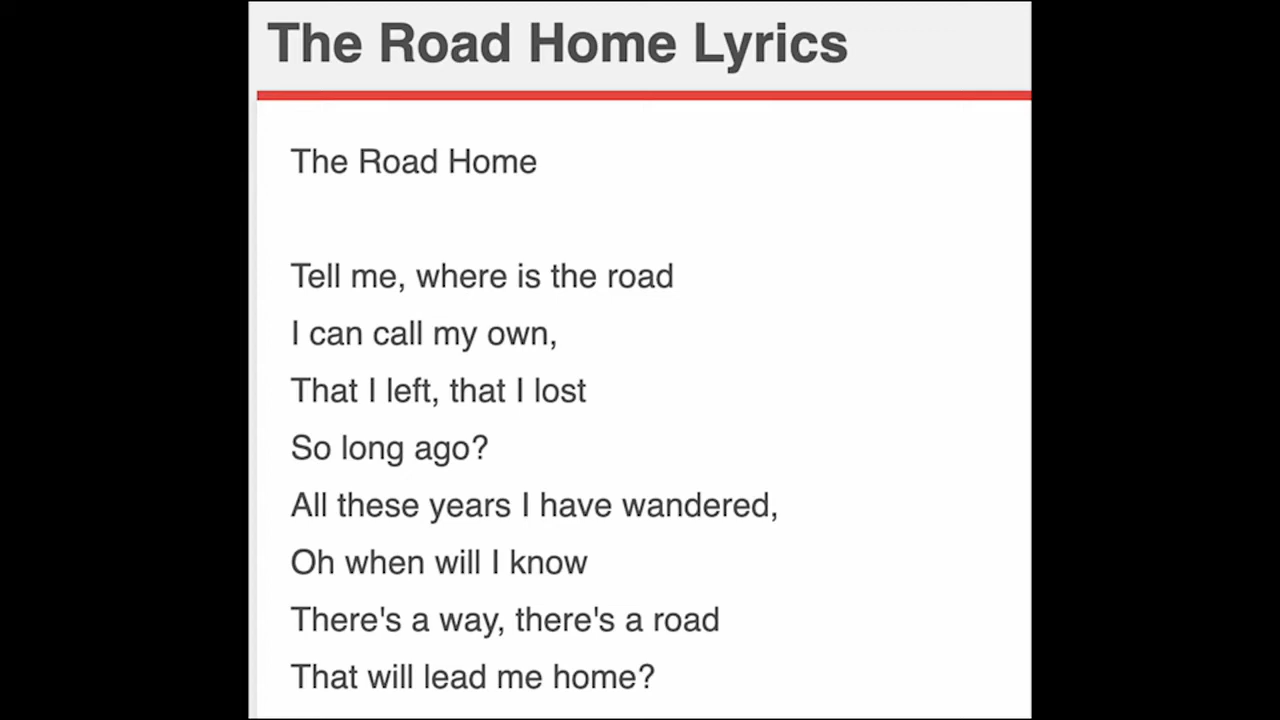 The Road Home Lyrics
The Road Home
Tell me, where is the road
I can call my own,
That I left, that I lost
So long ago?
All these years I have wandered,
Oh when will I know
There's a way, there's a road
That will lead me home?